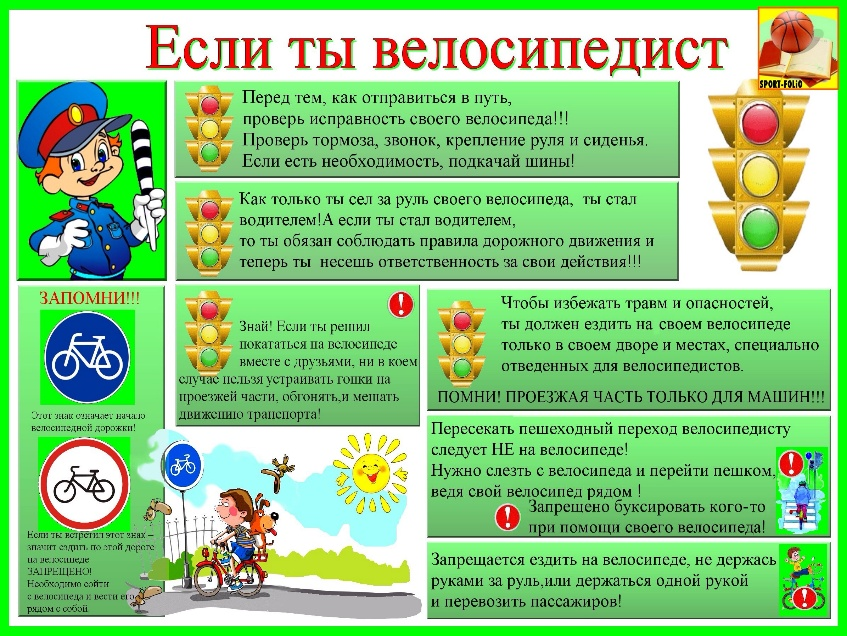 Если ты велосипедист
SPORT-FOLiO
Перед тем, как отправиться в путь,
проверь исправность своего велосипеда!!!
Проверь тормоза, звонок, крепление руля и сиденья.
Если есть необходимость, подкачай шины!
Как только ты сел за руль своего велосипеда, ты стал
водителем!А если ты стал водителем,
то ты обязан соблюдать правила дорожного движения и
теперь ты несешь ответственность за свои действия!!!
ЗАПОМНИ!!!
Этот знак означает начало
велосипедной дорожки!
Если ты встретил этот знак –
значит ездить по этой дороге
на велосипеде
ЗАПРЕЩЕНО!
Необходимо сойти
с велосипеда и вести его
рядом с собой.
Знай! Если ты решил
покататься на велосипеде
вместе с друзьями, ни в коем
случае нельзя устраивать гонки на
проезжей части, обгонять,и мешать
движению транспорта!
Чтобы избежать травм и опасностей,
ты должен ездить на своем велосипеде
только в своем дворе и местах, специально
отведенных для велосипедистов.
ПОМНИ! ПРОЕЗЖАЯ ЧАСТЬ ТОЛЬКО ДЛЯ МАШИН!!!
Пересекать пешеходный переход велосипедисту
следует НЕ на велосипеде!
Нужно слезть с велосипеда и перейти пешком,
ведя свой велосипед рядом !
Запрещено буксировать кого-то
при помощи своего велосипеда!
Запрещается ездить на велосипеде, не держась
руками за руль,или держаться одной рукой
и перевозить пассажиров!